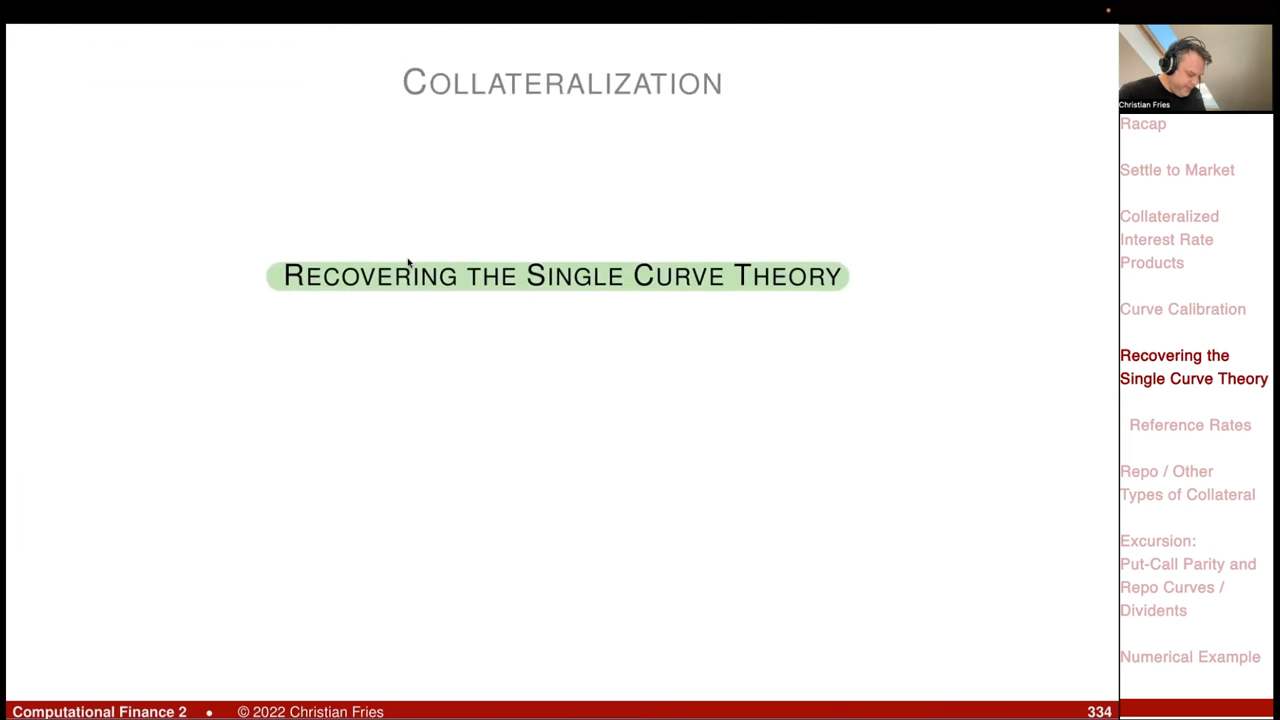 COLLATERALIZATION
RECOVERING THE SINGLE CURVE THEORY
Christian Fries
Racap
Settle to Market
Collateralized
Interest Rate
Products
Curve Calibration
Recovering the
Single Curve Theory
Reference Rates
Repo / Other
Types of Collateral
Excursion:
Put-Call Parity and
Repo Curves /
Dividents
Numerical Example
Computational Finance 2 • © 2022 Christian Fries 334